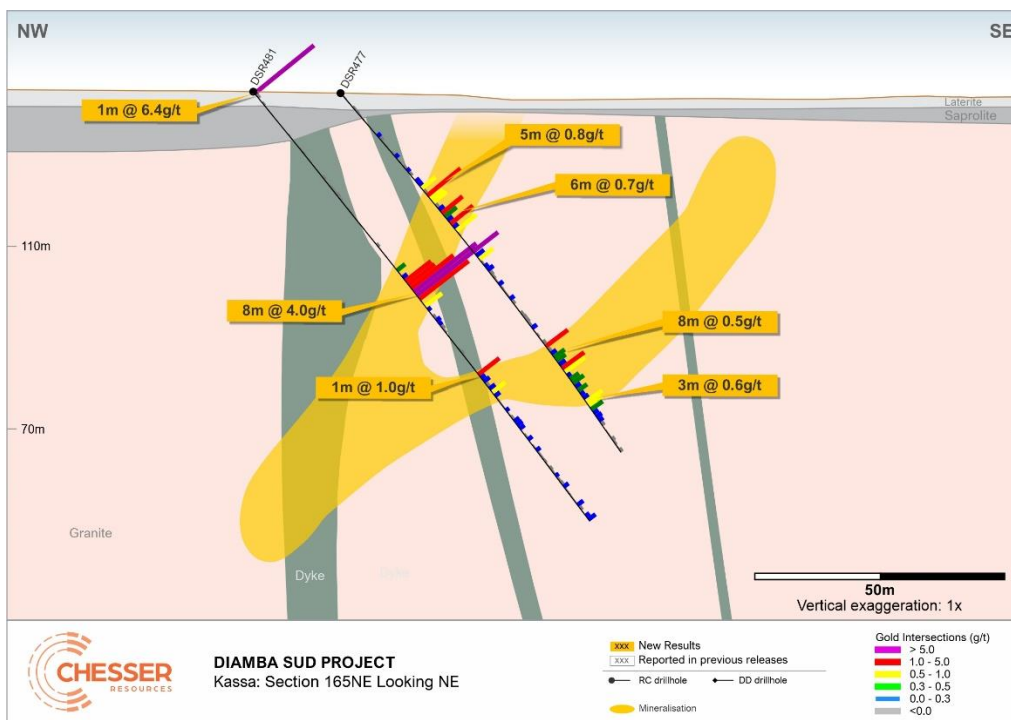 NW
SE
DSR481
DSR477
1m @ 6.4g/t
Laterite
Saprolite
5m @ 0.8g/t
6m @ 0.7g/t
110m
8m @ 4.0g/t
8m @ 0.5g/t
1m @ 1.0g/t
3m @ 0.6g/t
70m
Granite
Dyke
50m
Vertical exaggeration: 1x
CHESSER
RESOURCES
DIAMBA SUD PROJECT
Kassa: Section 165NE Looking NE
XXX New Results
XXX Reported in previous releases
RC drillhole DD drillhole
Mineralisation
Gold Intersections (g/t)
> 5.0
1.0 - 5.0
0.5 - 1.0
0.3 - 0.5
0.0 - 0.3
<0.0